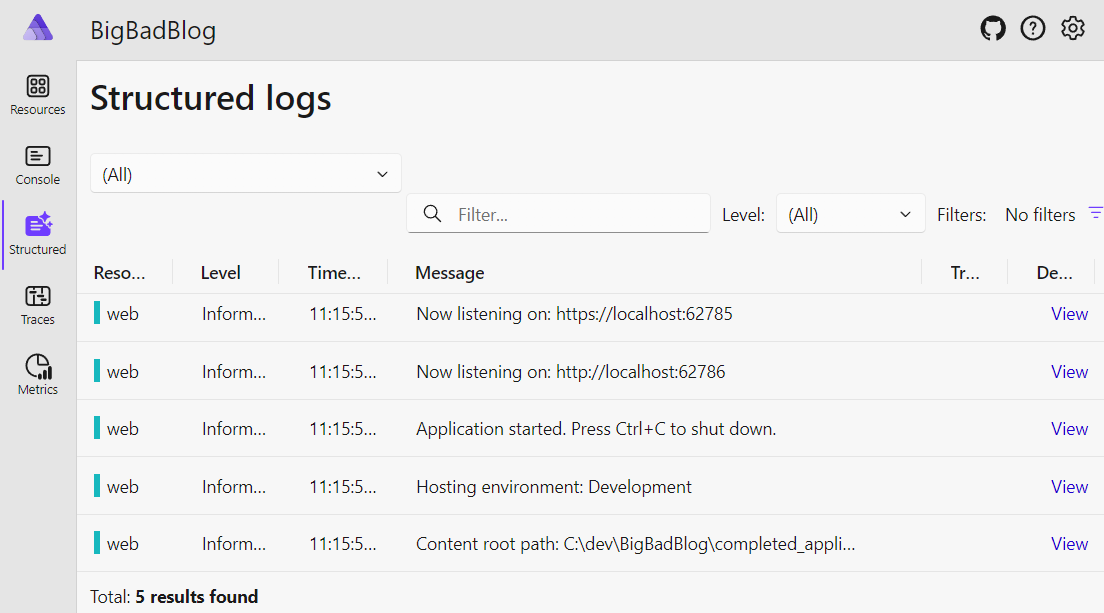 BigBadBlog
Resources
Console
Structured
Traces
Metrics
Structured logs
(All)
Filter...
Level:
(All)
Filters:
No filters
Reso... Level Time... Message Tr... De...
web Inform... 11:15:5... Now listening on: https://localhost:62785 View
web Inform... 11:15:5... Now listening on: http://localhost:62786 View
web Inform... 11:15:5... Application started. Press Ctrl+C to shut down. View
web Inform... 11:15:5... Hosting environment: Development View
web Inform... 11:15:5... Content root path: C:\dev\BigBadBlog\completed_appli... View
Total: 5 results found